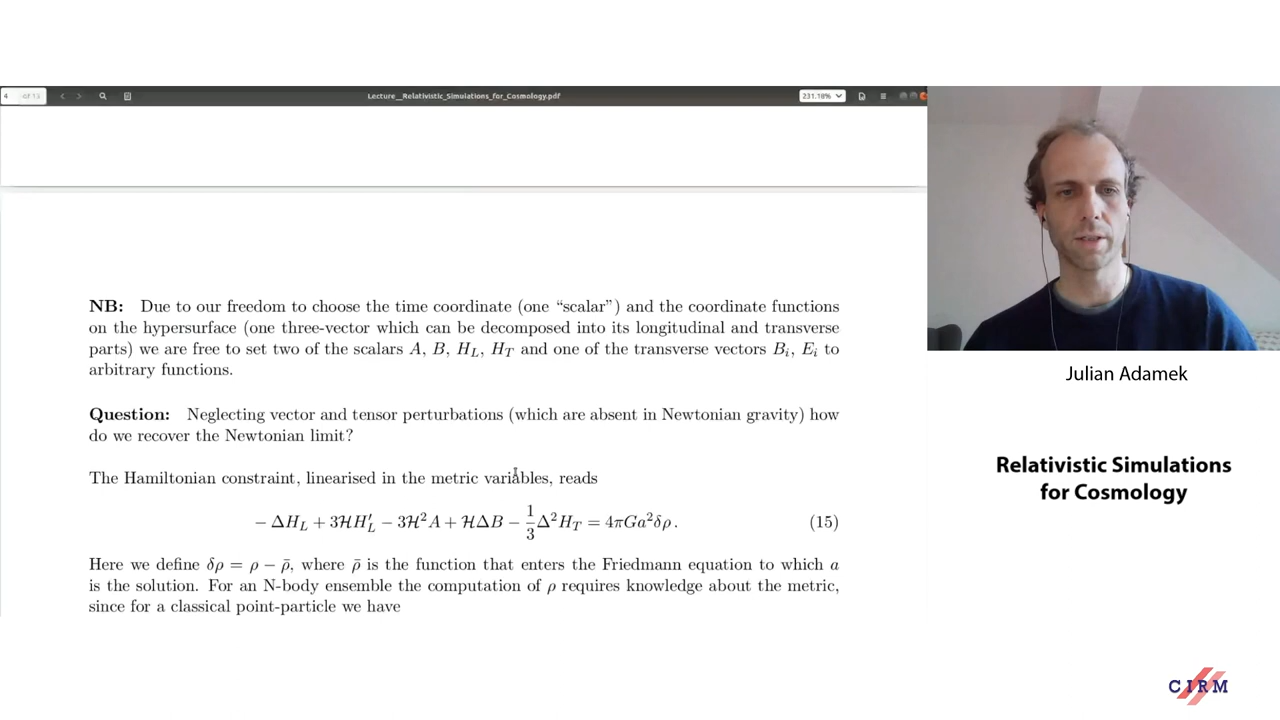 4 of 13
Lecture__Relativistic_Simulations_for_Cosmology.pdf
231.18%
NB: Due to our freedom to choose the time coordinate (one “scalar”) and the coordinate functions
on the hypersurface (one three-vector which can be decomposed into its longitudinal and transverse
parts) we are free to set two of the scalars A, B, H_L, H_T and one of the transverse vectors B_i, E_i to
arbitrary functions.
Question: Neglecting vector and tensor perturbations (which are absent in Newtonian gravity) how
do we recover the Newtonian limit?
The Hamiltonian constraint, linearised in the metric variables, reads
− ΔH_L + 3ℋH′_L − 3ℋ²A + ℋΔB − 1/3 Δ²H_T = 4πGa²δρ . (15)
Here we define δρ = ρ − ρ̄, where ρ̄ is the function that enters the Friedmann equation to which a
is the solution. For an N-body ensemble the computation of ρ requires knowledge about the metric,
since for a classical point-particle we have
Julian Adamek
Relativistic Simulations
for Cosmology
CIRM